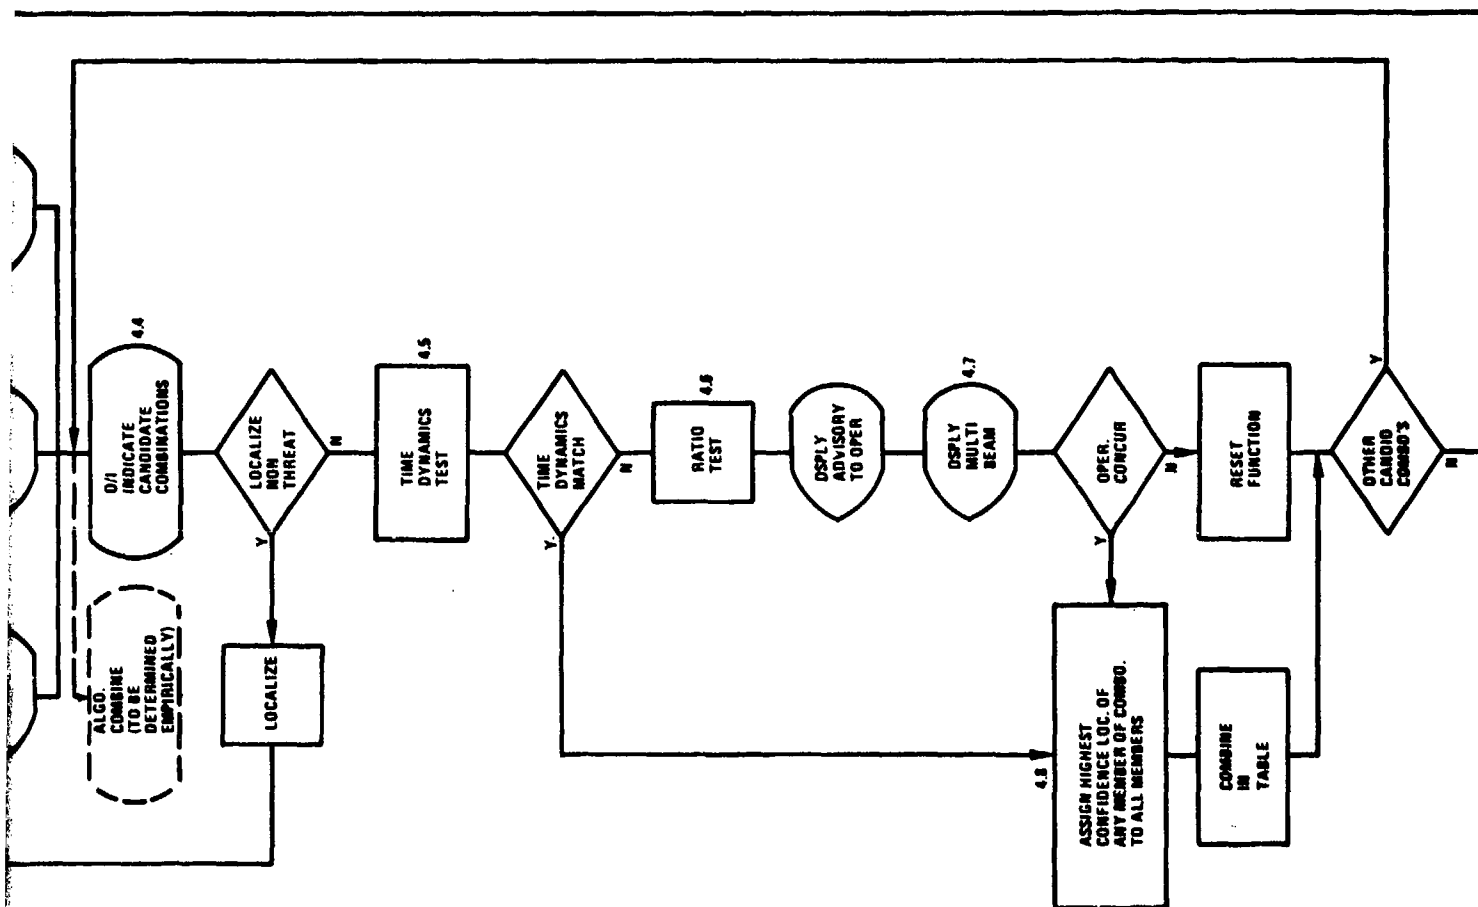 4.4
O/I
INDICATE
CANDIDATE
COMBINATIONS
ALGO.
COMBINE
(TO BE
DETERMINED
EMPIRICALLY)
LOCALIZE
NON
THREAT
Y
N
LOCALIZE
4.5
TIME
DYNAMICS
TEST
TIME
DYNAMICS
MATCH
Y.
N
4.6
RATIO
TEST
DSPLY
ADVISORY
TO OPER
4.7
DSPLY
MULTI
BEAM
OPER.
CONCUR
Y
N
4.8
ASSIGN HIGHEST
CONFIDENCE LOC. OF
ANY MEMBER OF COMBO.
TO ALL MEMBERS
RESET
FUNCTION
COMBINE
IN
TABLE
OTHER
CANDID
COMBO'S
Y
N